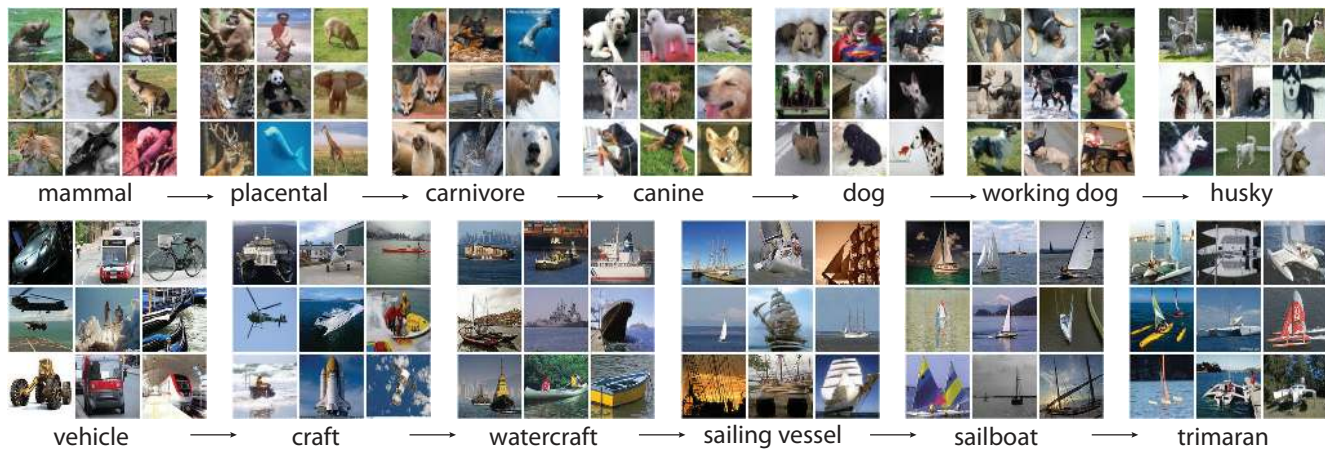 mammal → placental → carnivore → canine → dog → working dog → husky
vehicle → craft → watercraft → sailing vessel → sailboat → trimaran